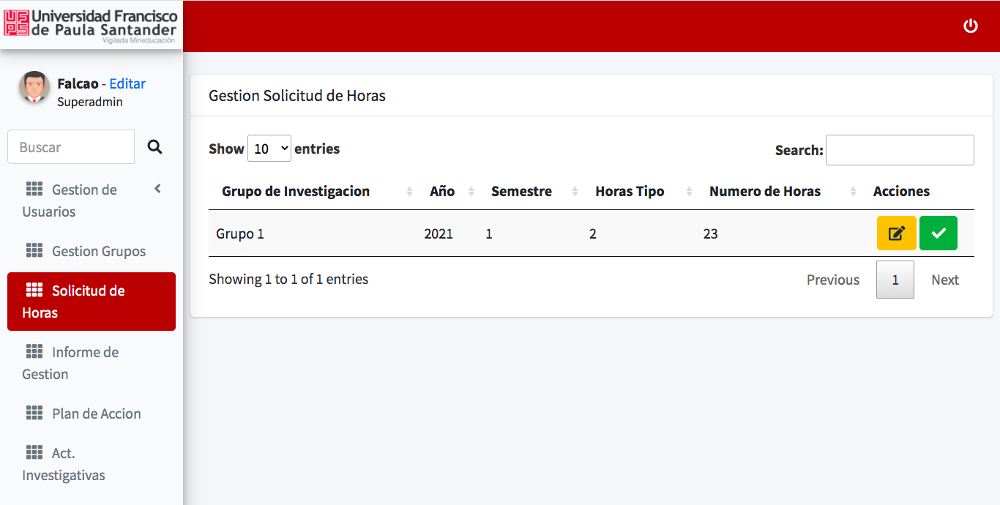 UFPS
Universidad Francisco
de Paula Santander
Vigilada Mineducación
Falcao - Editar
Superadmin
Buscar
Gestion de
Usuarios
Gestion Grupos
Solicitud de
Horas
Informe de
Gestion
Plan de Accion
Act.
Investigativas
Gestion Solicitud de Horas
Show 10 entries
Search:
Grupo de Investigacion Año Semestre Horas Tipo Numero de Horas Acciones
Grupo 1 2021 1 2 23
Showing 1 to 1 of 1 entries
Previous 1 Next